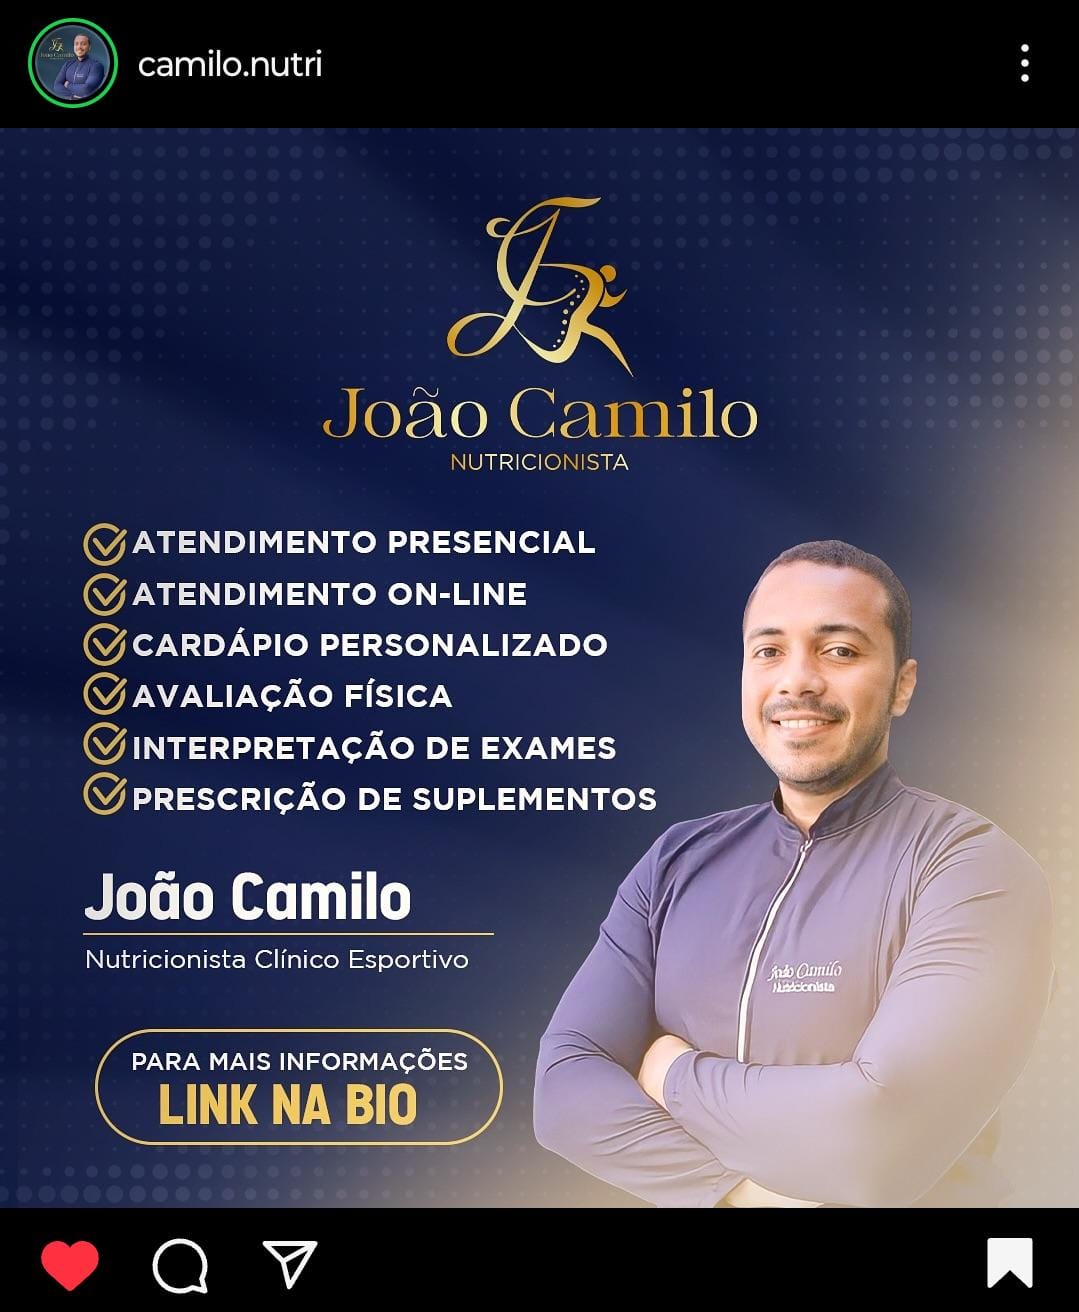 camilo.nutri
João Camilo
NUTRICIONISTA
ATENDIMENTO PRESENCIAL
ATENDIMENTO ON-LINE
CARDÁPIO PERSONALIZADO
AVALIAÇÃO FÍSICA
INTERPRETAÇÃO DE EXAMES
PRESCRIÇÃO DE SUPLEMENTOS
João Camilo
Nutricionista Clínico Esportivo
João Camilo
Nutricionista
PARA MAIS INFORMAÇÕES
LINK NA BIO